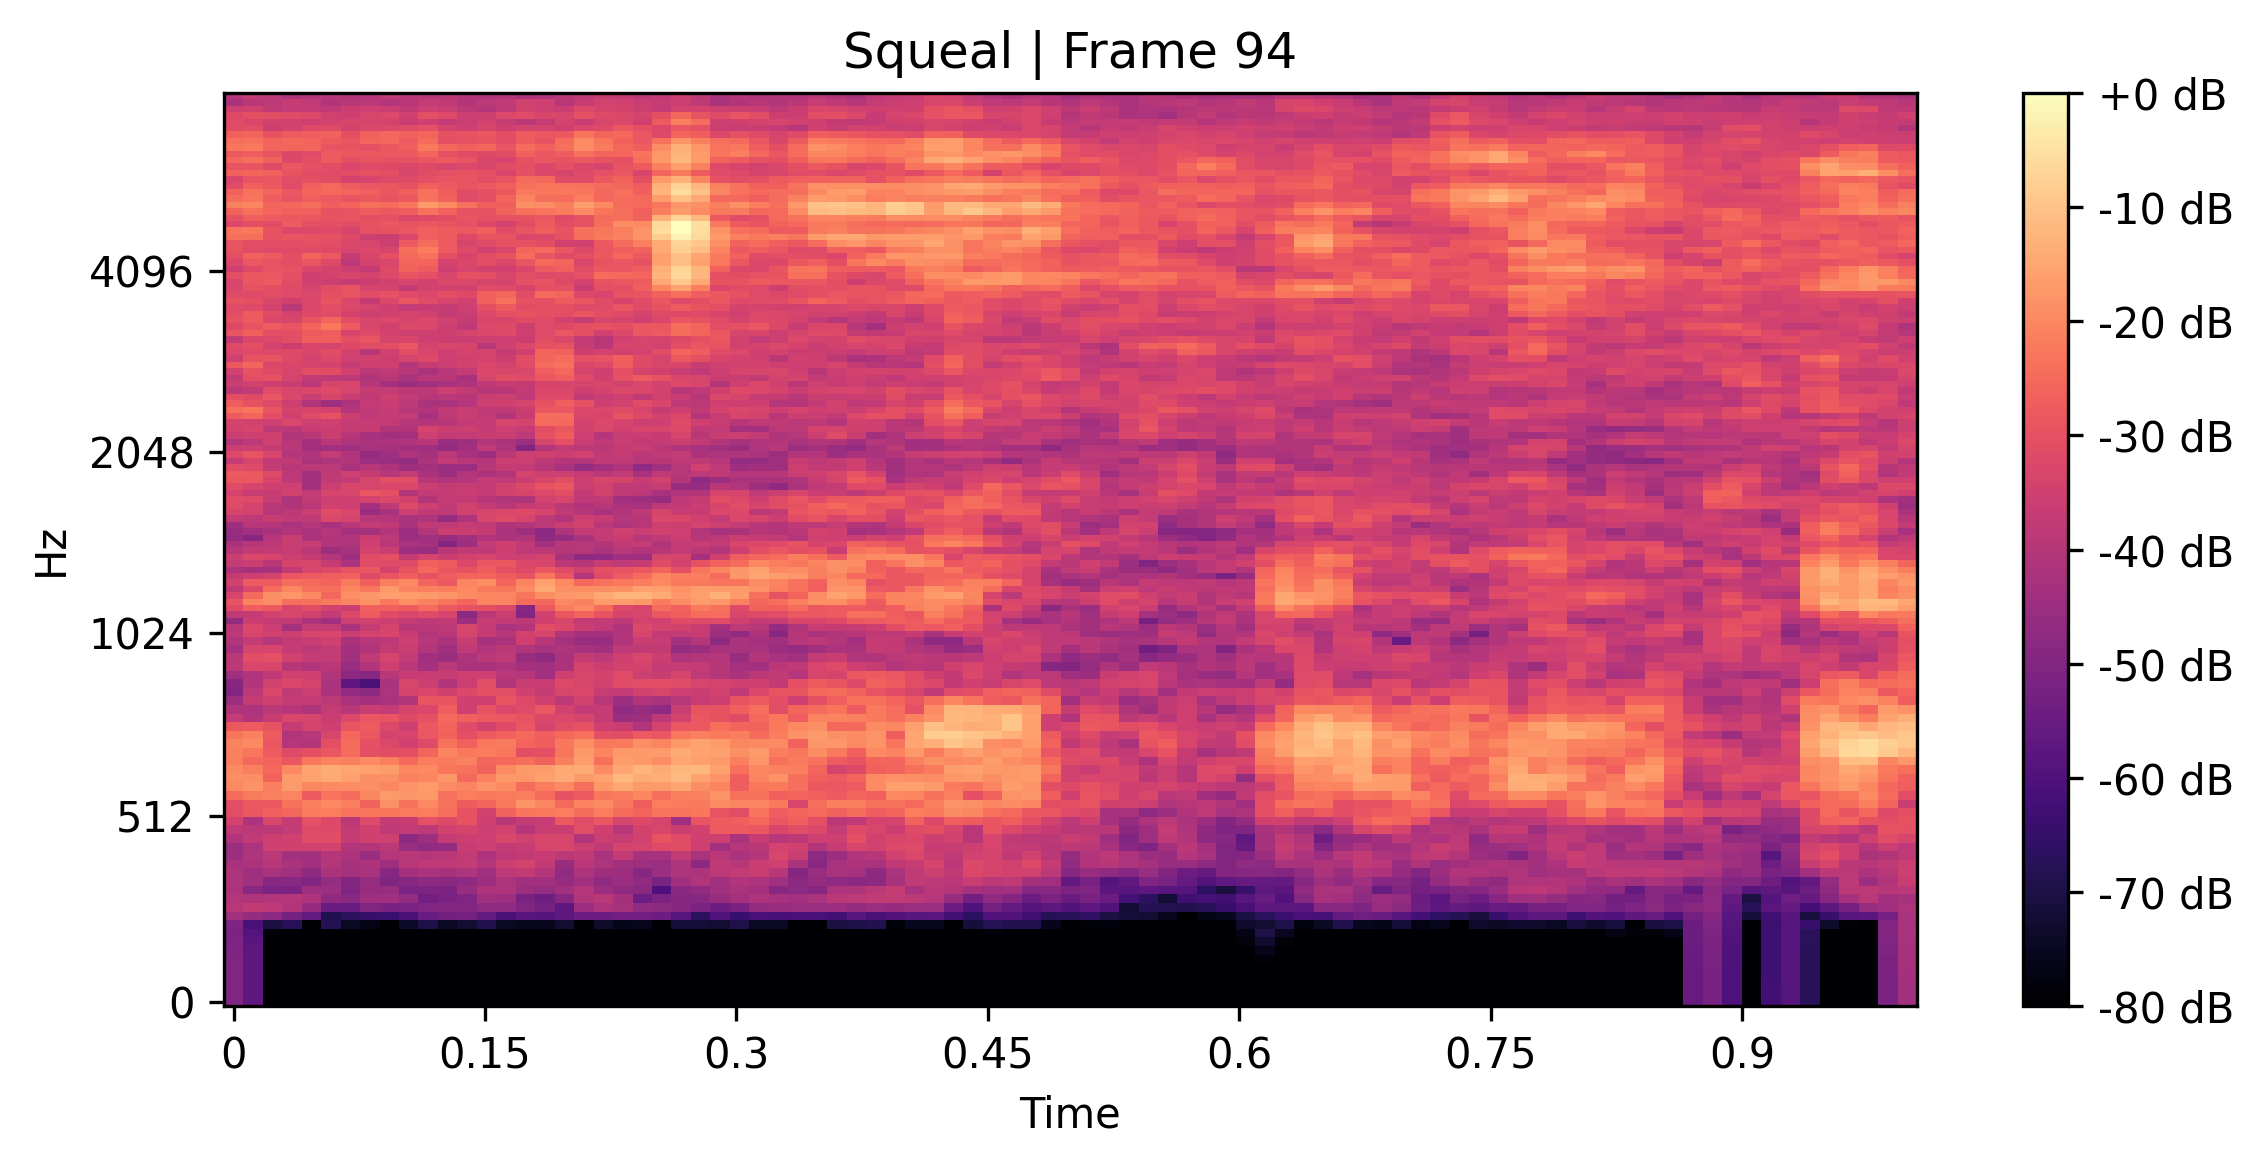 Squeal | Frame 94
Hz
4096
2048
1024
512
0
0 0.15 0.3 0.45 0.6 0.75 0.9
Time
+0 dB
-10 dB
-20 dB
-30 dB
-40 dB
-50 dB
-60 dB
-70 dB
-80 dB